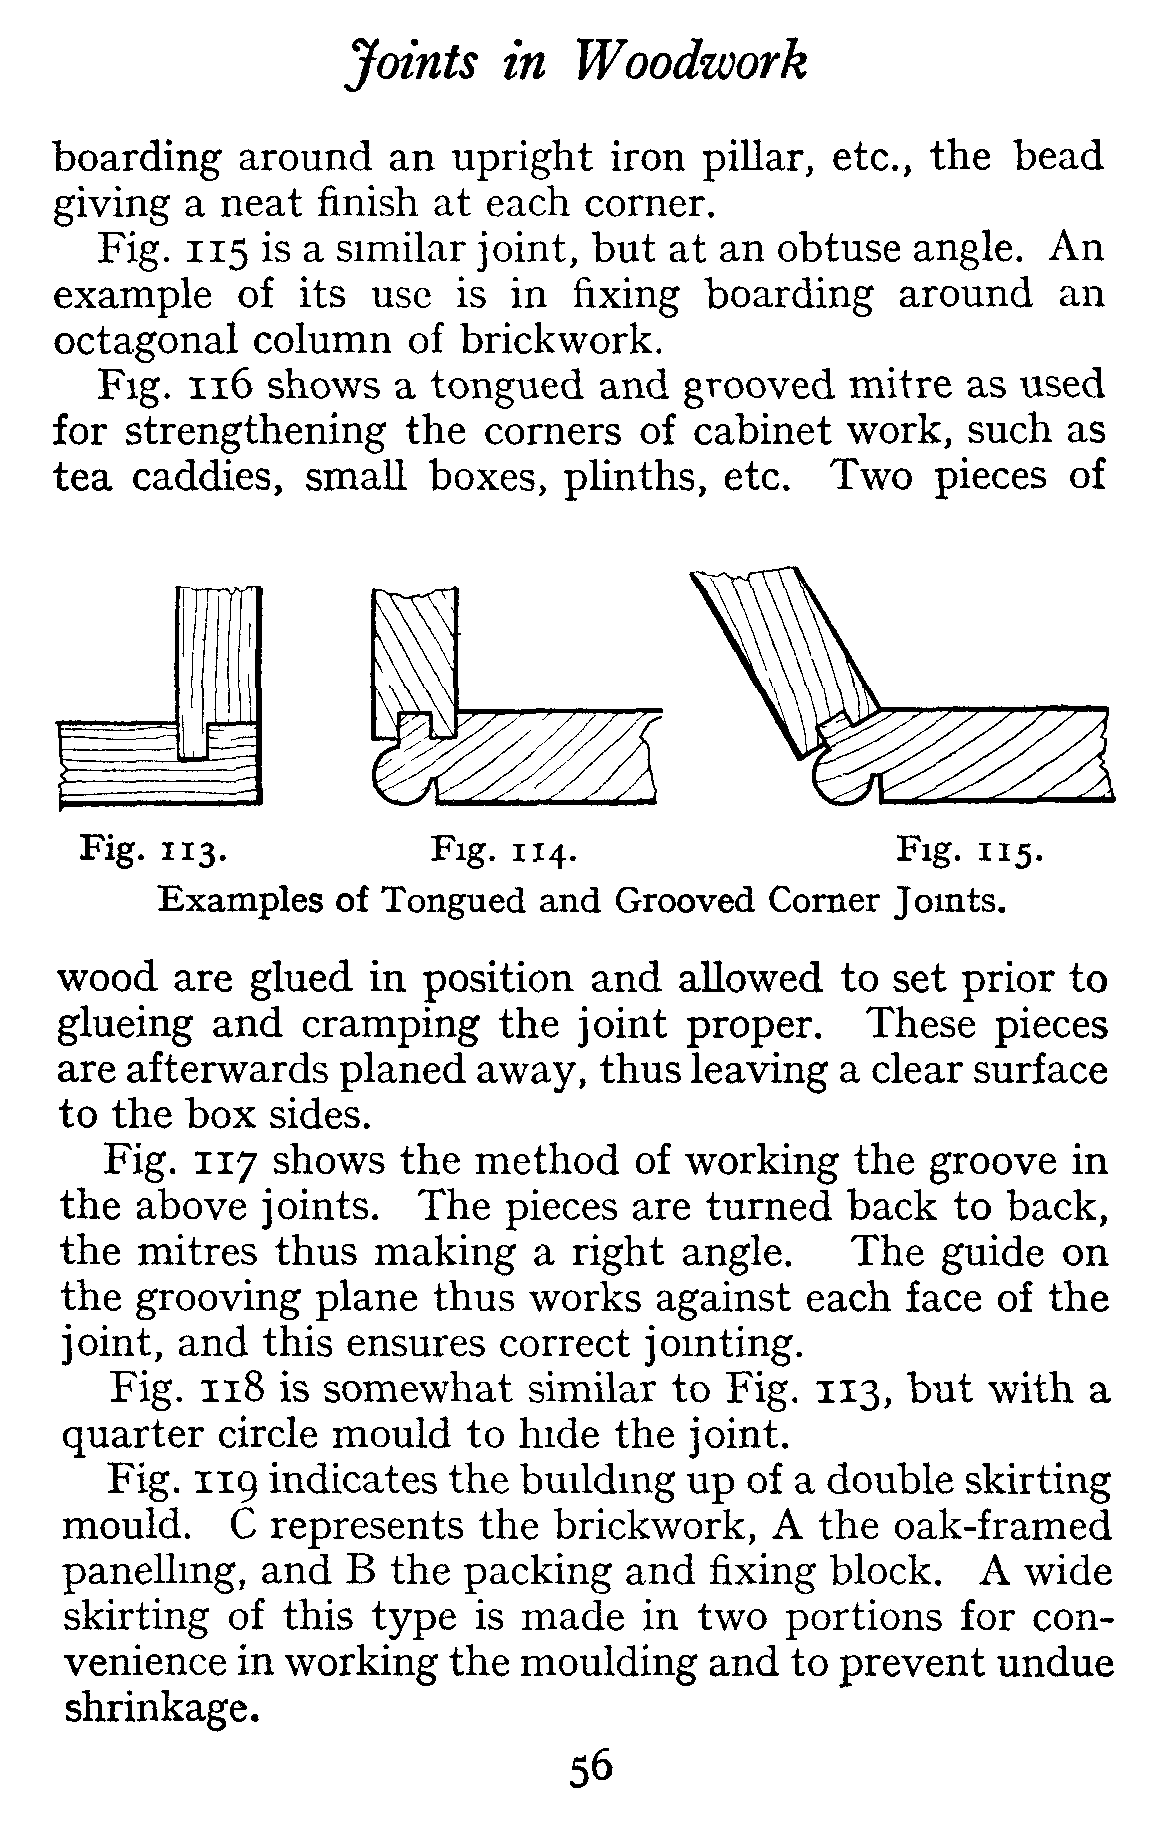 Joints in Woodwork
boarding around an upright iron pillar, etc., the bead
giving a neat finish at each corner.
Fig. 115 is a similar joint, but at an obtuse angle. An
example of its use is in fixing boarding around an
octagonal column of brickwork.
Fig. 116 shows a tongued and grooved mitre as used
for strengthening the corners of cabinet work, such as
tea caddies, small boxes, plinths, etc. Two pieces of
Fig. 113. Fig. 114. Fig. 115.
Examples of Tongued and Grooved Corner Joints.
wood are glued in position and allowed to set prior to
glueing and cramping the joint proper. These pieces
are afterwards planed away, thus leaving a clear surface
to the box sides.
Fig. 117 shows the method of working the groove in
the above joints. The pieces are turned back to back,
the mitres thus making a right angle. The guide on
the grooving plane thus works against each face of the
joint, and this ensures correct jointing.
Fig. 118 is somewhat similar to Fig. 113, but with a
quarter circle mould to hide the joint.
Fig. 119 indicates the building up of a double skirting
mould. C represents the brickwork, A the oak-framed
panelling, and B the packing and fixing block. A wide
skirting of this type is made in two portions for con-
venience in working the moulding and to prevent undue
shrinkage.
56